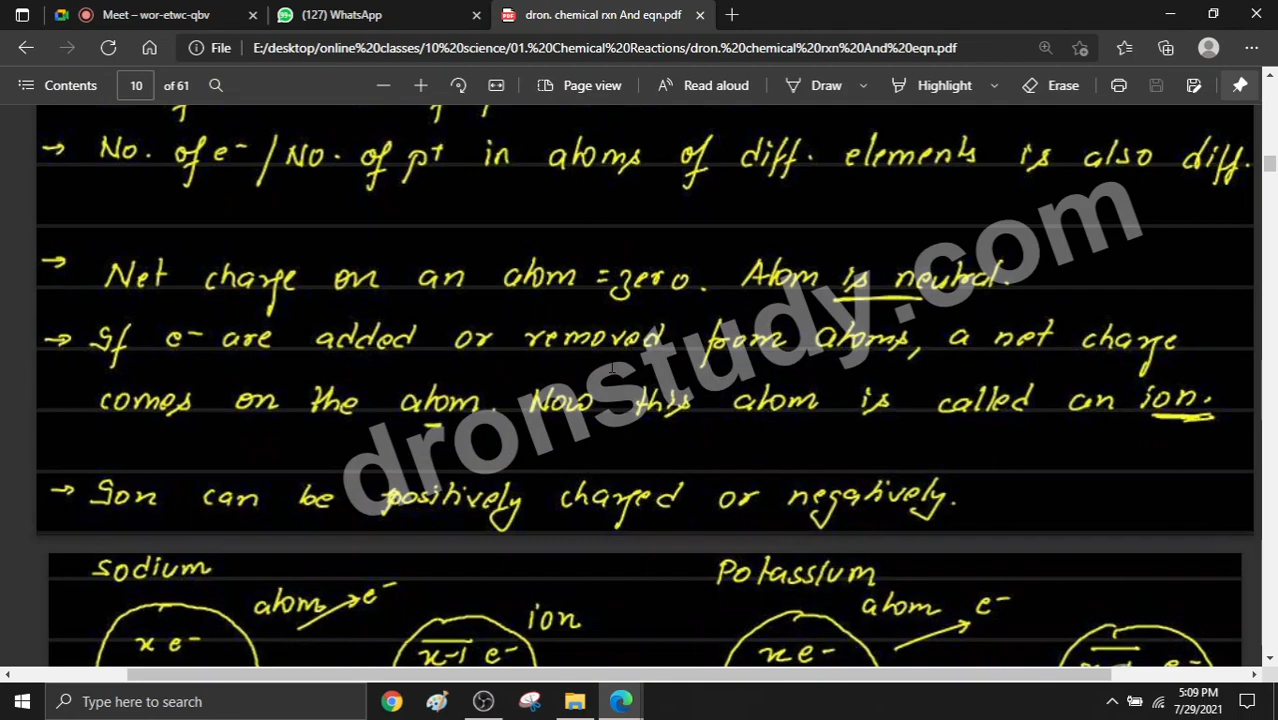 Meet – wor-etwc-qbv
(127) WhatsApp
dron. chemical rxn And eqn.pdf
File
E:/desktop/online%20classes/10%20science/01.%20Chemical%20Reactions/dron.%20chemical%20rxn%20And%20eqn.pdf
Contents
10 of 61
Page view
Read aloud
Draw
Highlight
Erase
→ No. of e⁻ / No. of p⁺ in atoms of diff. elements is also diff.
→ Net charge on an atom = zero. Atom is neutral.
→ If e⁻ are added or removed from atoms, a net charge
comes on the atom. Now this atom is called an ion.
→ Ion can be positively charged or negatively.
dronstudy.com
Sodium
atom → e⁻
ion
x e⁻
x-1 e⁻
Potassium
atom e⁻
x e⁻
Type here to search
5:09 PM
7/29/2021